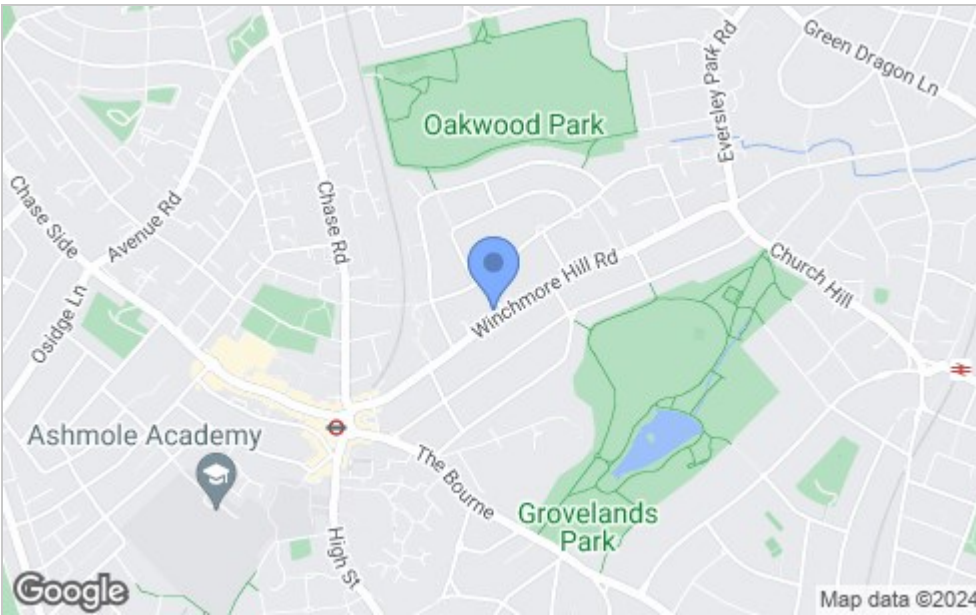 Green Dragon Ln
Eversley Park Rd
Oakwood Park
Chase Side
Avenue Rd
Chase Rd
Osidge Ln
Winchmore Hill Rd
Church Hill
Ashmole Academy
The Bourne
High St
Grovelands
Park
Google
Map data ©2024